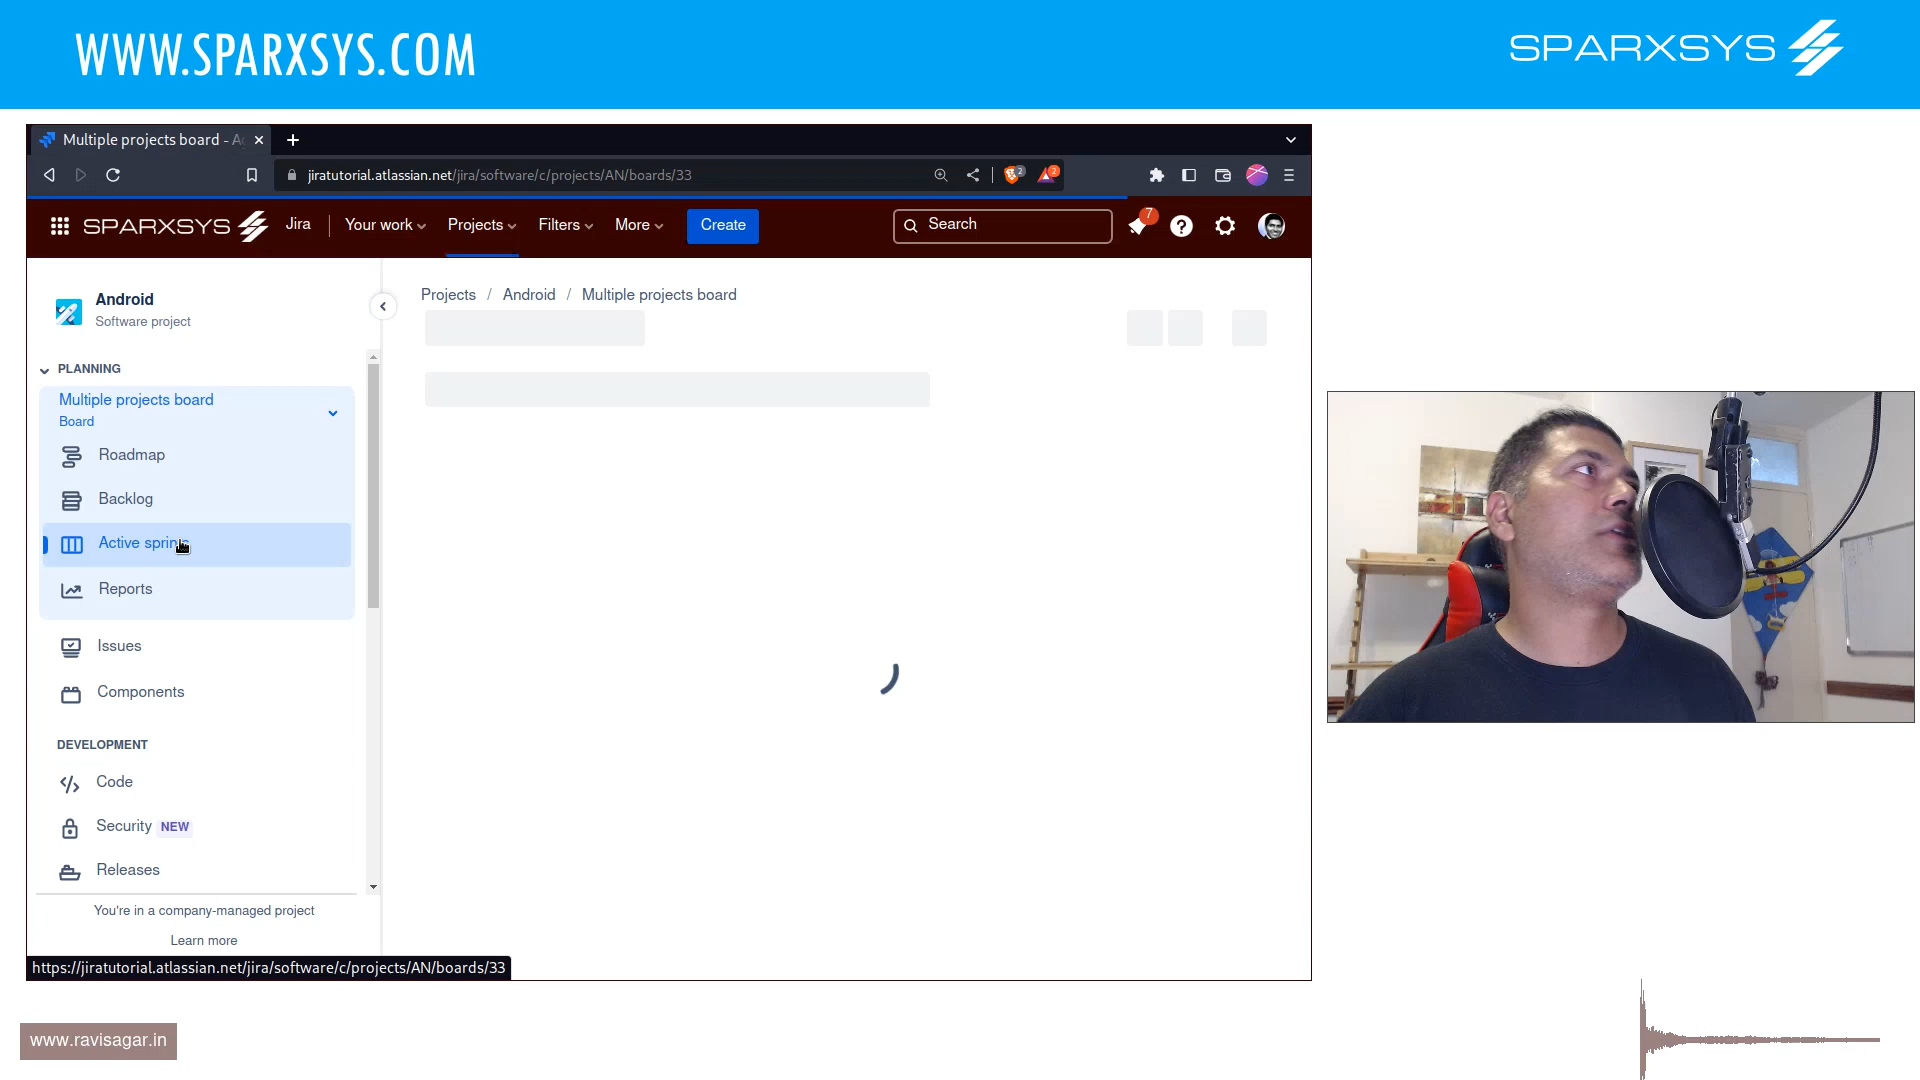 WWW.SPARXSYS.COM
SPARXSYS
Multiple projects board - A
jiratutorial.atlassian.net/jira/software/c/projects/AN/boards/33
2
2
SPARXSYS
Jira
Your work
Projects
Filters
More
Create
Search
7
Android
Software project
Projects / Android / Multiple projects board
PLANNING
Multiple projects board
Board
Roadmap
Backlog
Active sprints
Reports
Issues
Components
DEVELOPMENT
Code
Security NEW
Releases
You're in a company-managed project
Learn more
https://jiratutorial.atlassian.net/jira/software/c/projects/AN/boards/33
www.ravisagar.in